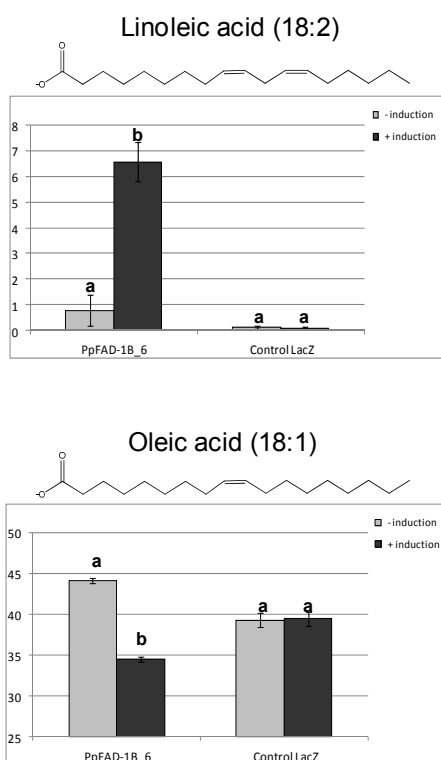 Linoleic acid (18:2)
O
-O
- induction
+ induction
8
7
6
5
4
3
2
1
0
a
b
a
a
PpFAD-1B_6
Control LacZ
Oleic acid (18:1)
O
-O
- induction
+ induction
50
45
40
35
30
25
a
b
a
a
PpFAD-1B_6
Control LacZ